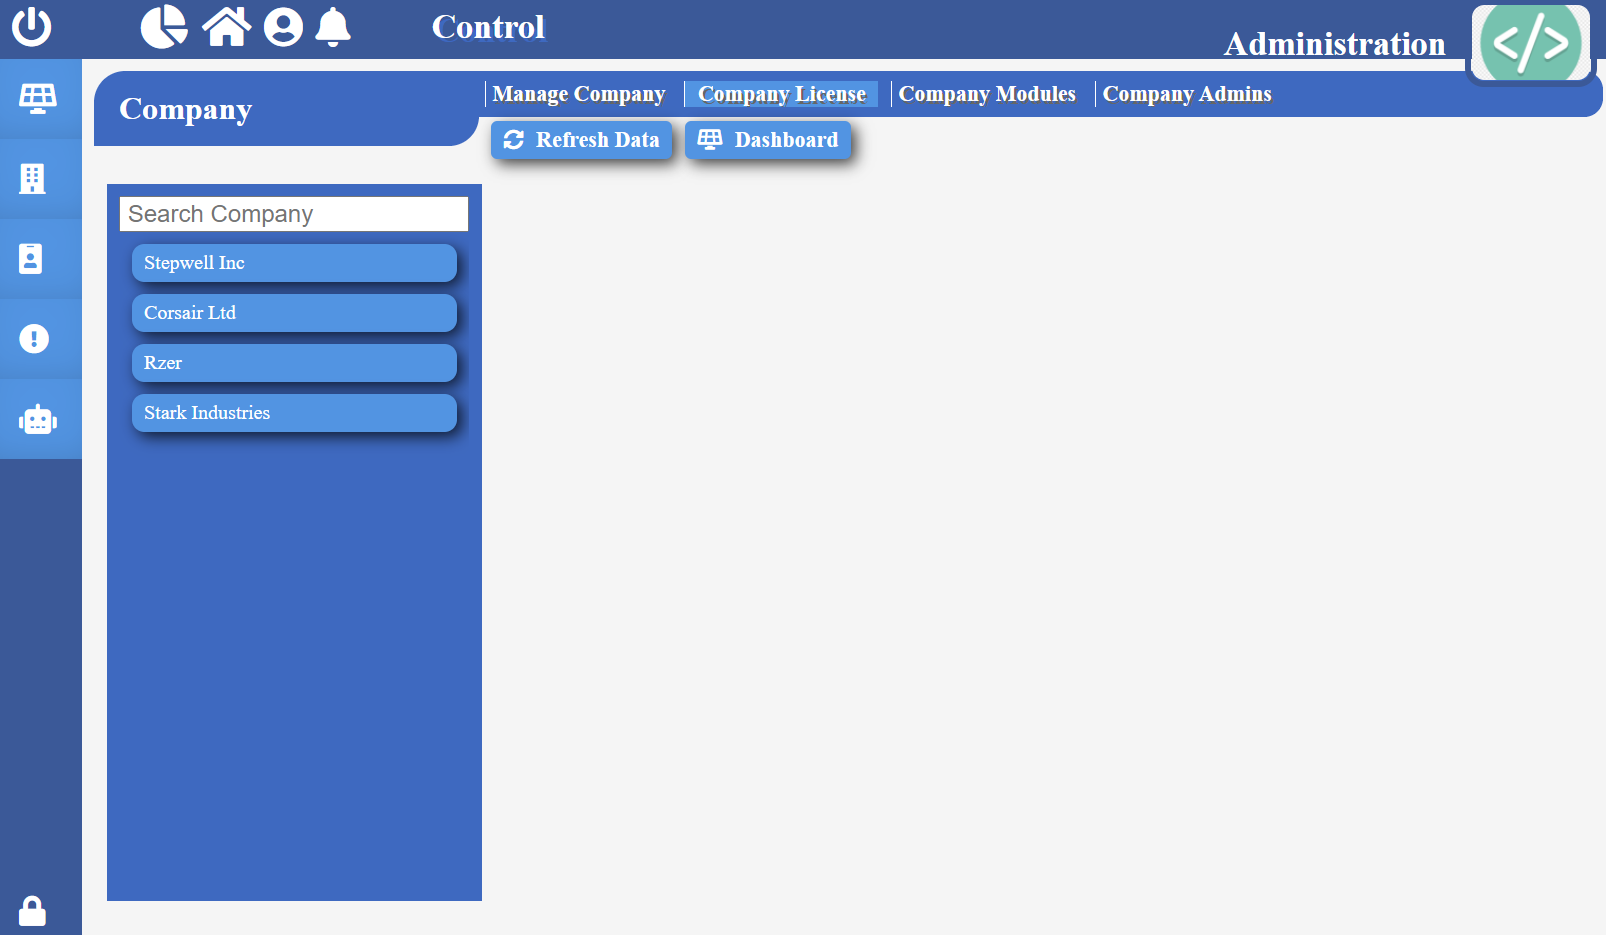 Control
Administration
Company
Manage Company
Company License
Company Modules
Company Admins
Refresh Data
Dashboard
Search Company
Stepwell Inc
Corsair Ltd
Rzer
Stark Industries